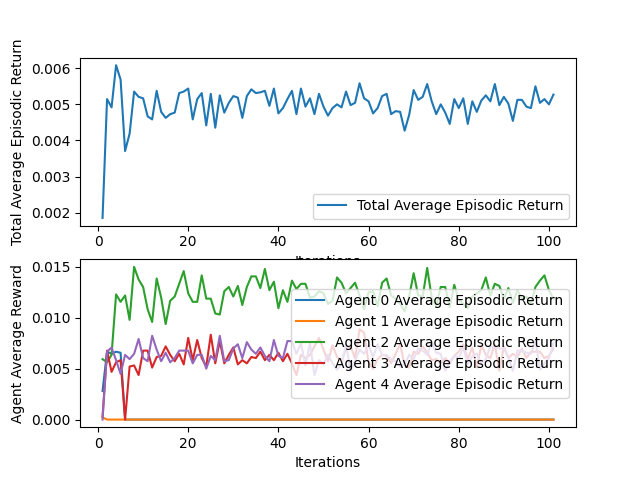 Total Average Episodic Return
0.006
0.005
0.004
0.003
0.002
Total Average Episodic Return
0 20 40 60 80 100
Iterations
Agent Average Reward
0.015
0.010
0.005
0.000
Agent 0 Average Episodic Return
Agent 1 Average Episodic Return
Agent 2 Average Episodic Return
Agent 3 Average Episodic Return
Agent 4 Average Episodic Return
0 20 40 60 80 100
Iterations